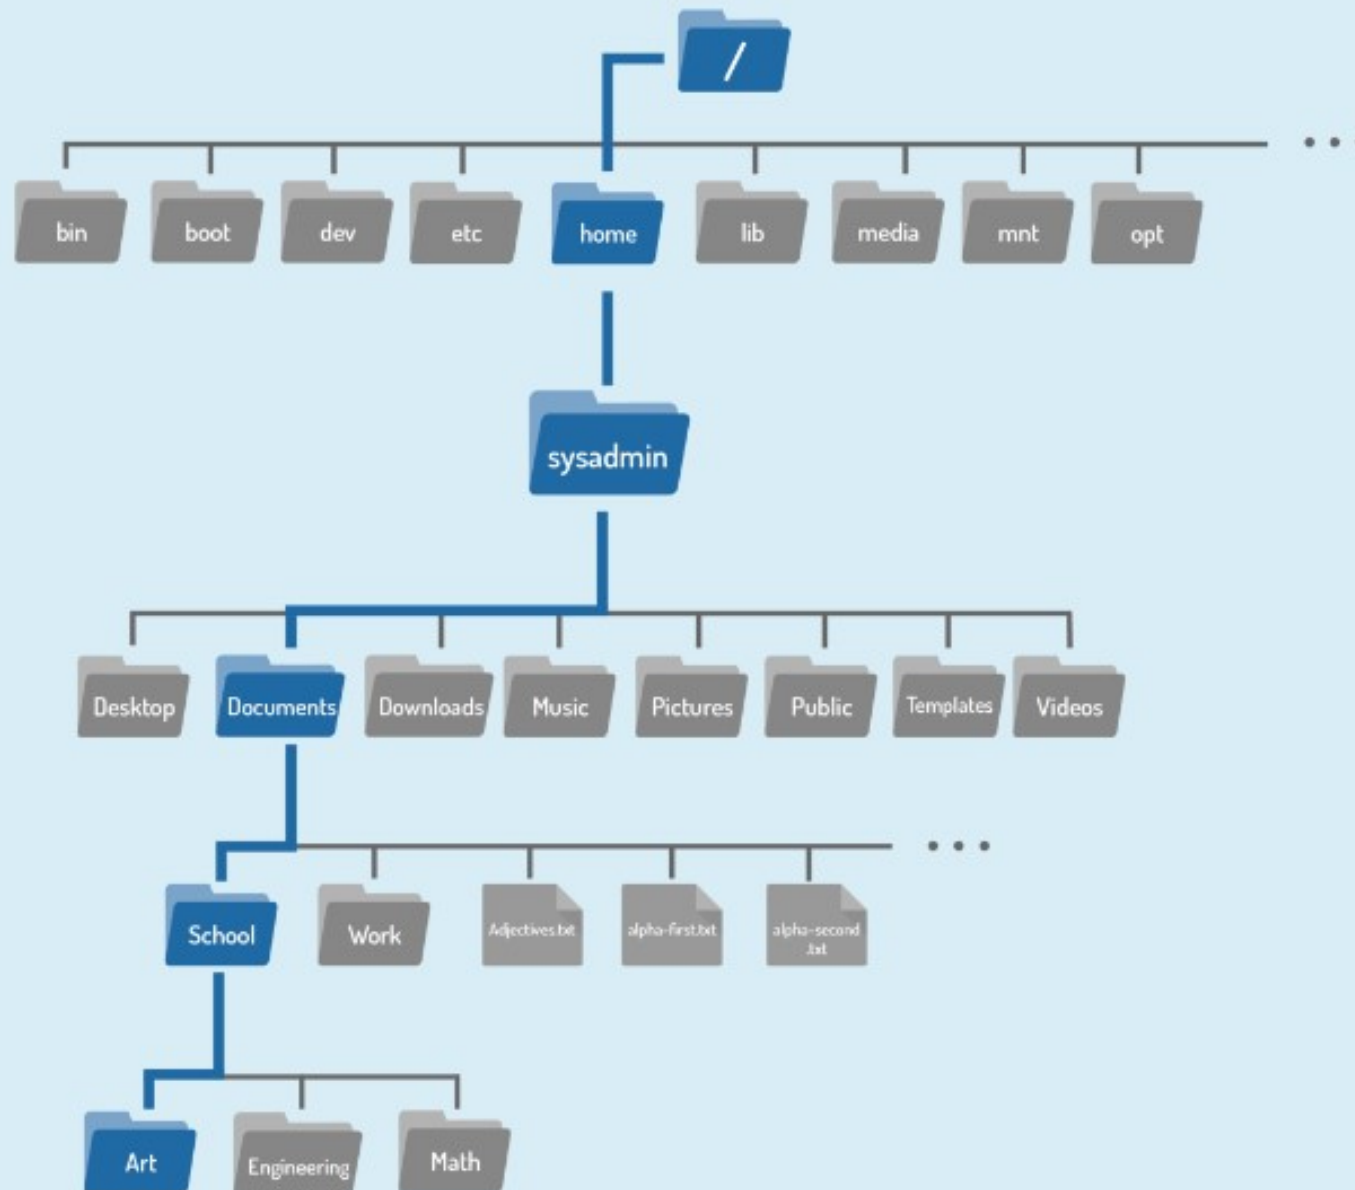 /
bin boot dev etc home lib media mnt opt
sysadmin
Desktop Documents Downloads Music Pictures Public Templates Videos
School Work Adjectives.txt alpha-first.txt alpha-second
.txt
Art Engineering Math